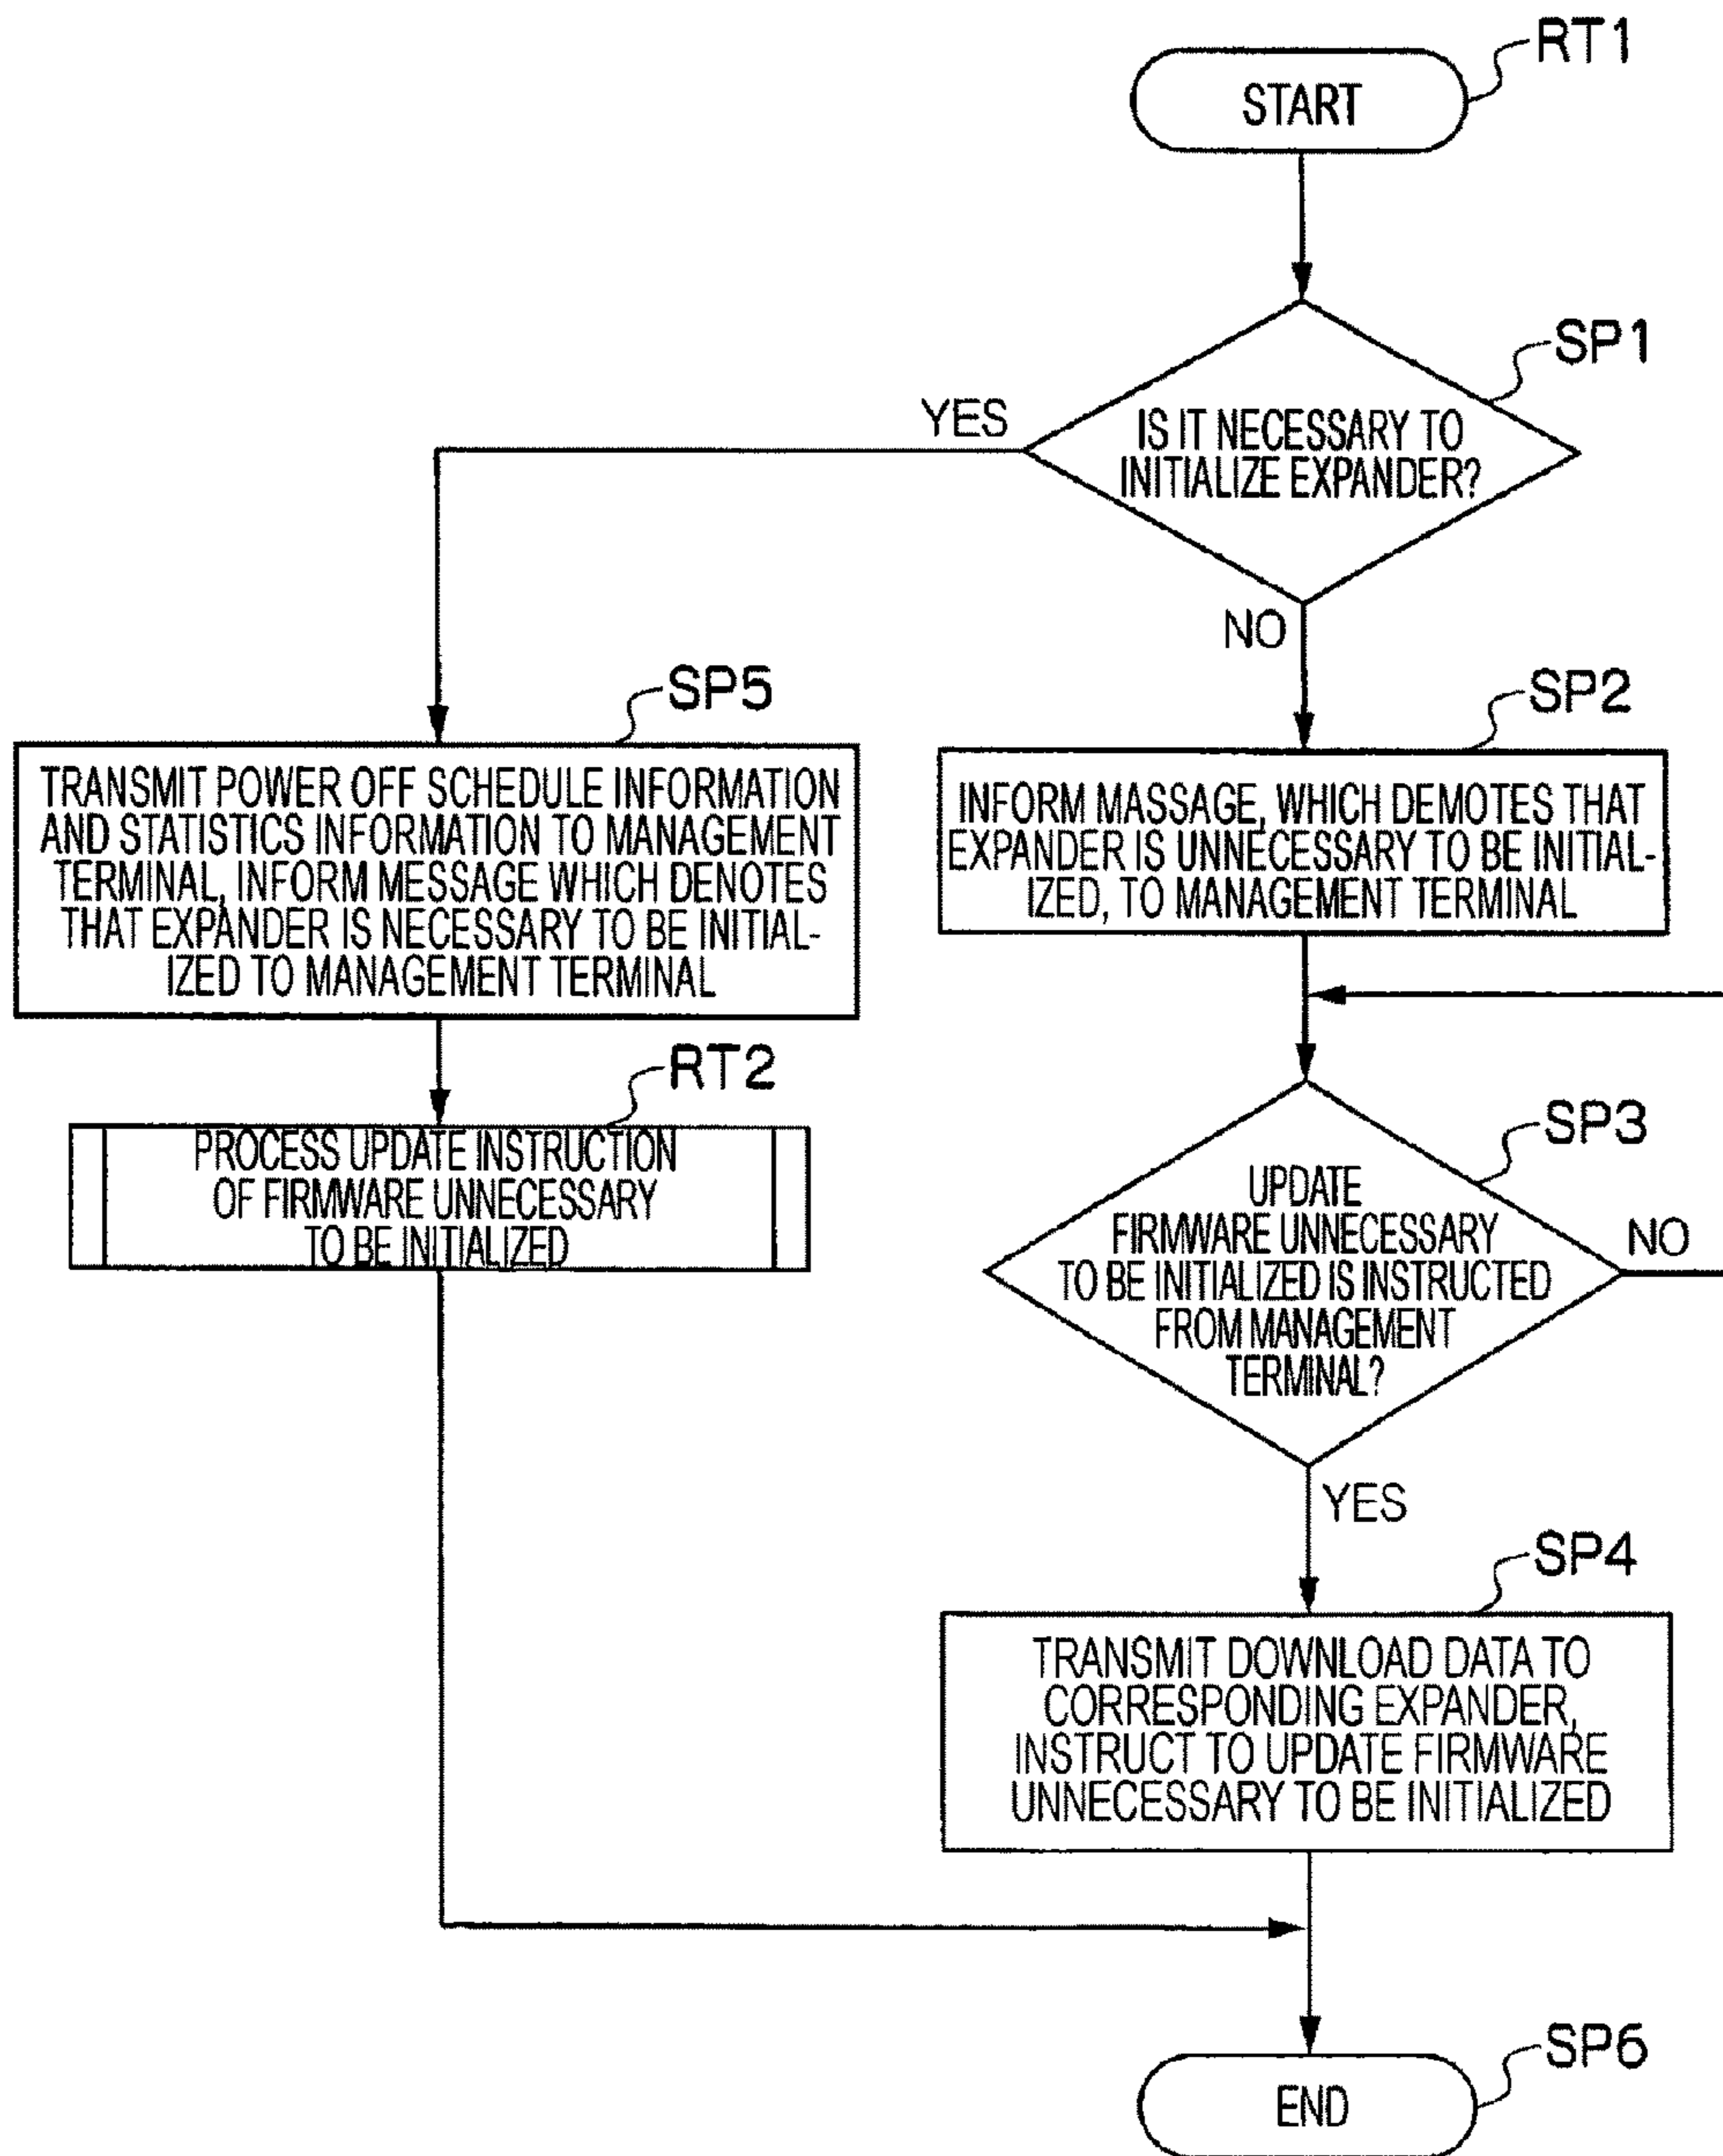 RT1
START
SP1
YES
IS IT NECESSARY TO
INITIALIZE EXPANDER?
NO
SP5
TRANSMIT POWER OFF SCHEDULE INFORMATION
AND STATISTICS INFORMATION TO MANAGEMENT
TERMINAL, INFORM MESSAGE WHICH DENOTES
THAT EXPANDER IS NECESSARY TO BE INITIAL-
IZED TO MANAGEMENT TERMINAL
SP2
INFORM MASSAGE, WHICH DEMOTES THAT
EXPANDER IS UNNECESSARY TO BE INITIAL-
IZED, TO MANAGEMENT TERMINAL
RT2
PROCESS UPDATE INSTRUCTION
OF FIRMWARE UNNECESSARY
TO BE INITIALIZED
SP3
UPDATE
FIRMWARE UNNECESSARY
TO BE INITIALIZED IS INSTRUCTED
FROM MANAGEMENT
TERMINAL?
NO
YES
SP4
TRANSMIT DOWNLOAD DATA TO
CORRESPONDING EXPANDER,
INSTRUCT TO UPDATE FIRMWARE
UNNECESSARY TO BE INITIALIZED
SP6
END